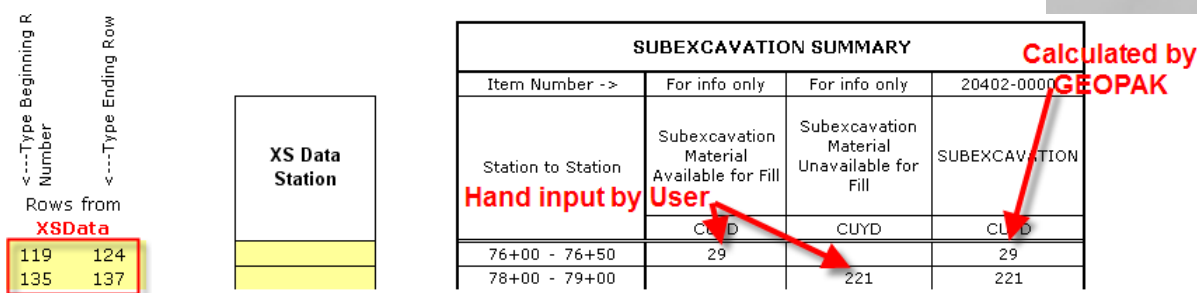 <---Type Beginning R
Number
<---Type Ending Row
Rows from
XSData
119 124
135 137
XS Data
Station
SUBEXCAVATION SUMMARY
Calculated by
GEOPAK
Item Number -> For info only For info only 20402-0000
Station to Station
Subexcavation
Material
Available for Fill
Subexcavation
Material
Unavailable for
Fill
SUBEXCAVATION
Hand input by User
CUYD CUYD CUYD
76+00 - 76+50 29 29
78+00 - 79+00 221 221